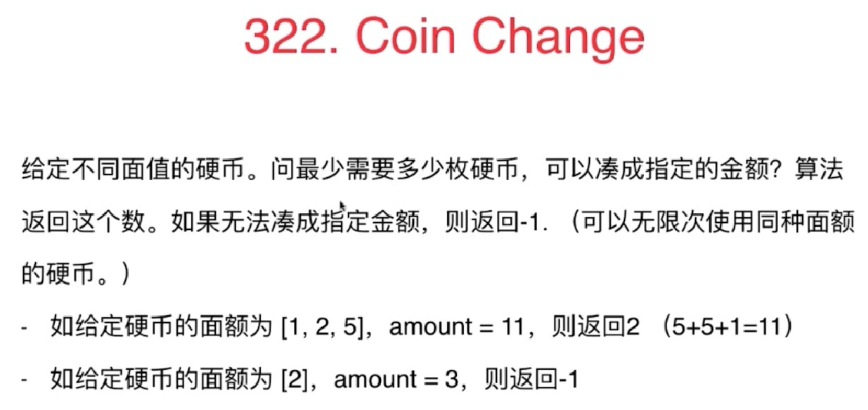 322. Coin Change
给定不同面值的硬币。问最少需要多少枚硬币，可以凑成指定的金额？算法
返回这个数。如果无法凑成指定金额，则返回-1. （可以无限次使用同种面额
的硬币。）
- 如给定硬币的面额为 [1, 2, 5]，amount = 11，则返回2 （5+5+1=11）
- 如给定硬币的面额为 [2]，amount = 3，则返回-1